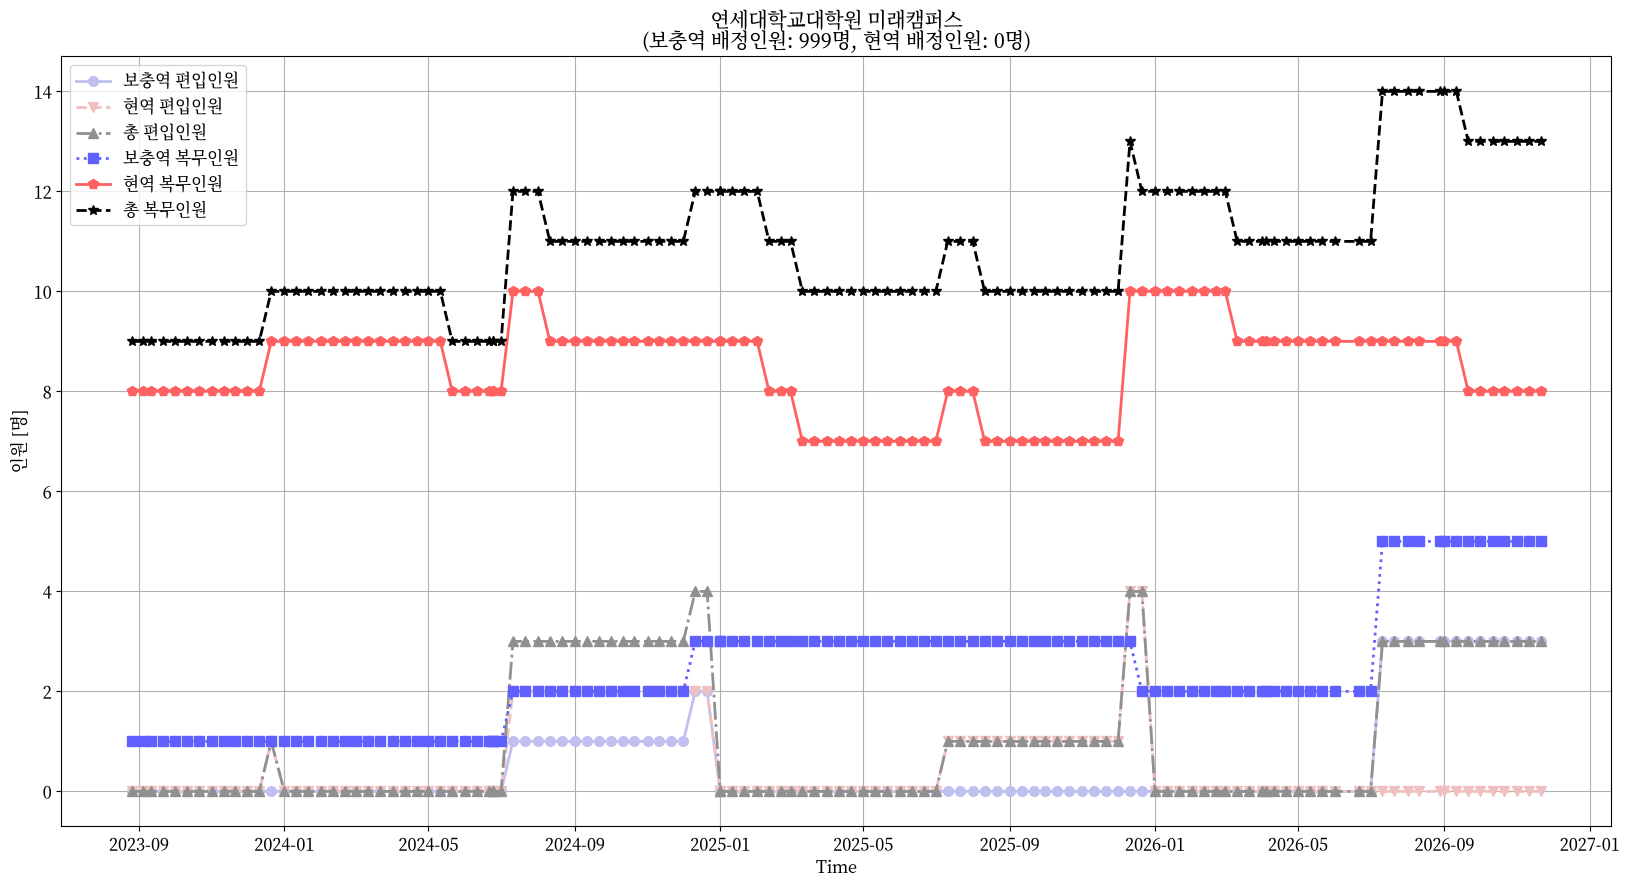 연세대학교대학원 미래캠퍼스
(보충역 배정인원: 999명, 현역 배정인원: 0명)
보충역 편입인원
현역 편입인원
총 편입인원
보충역 복무인원
현역 복무인원
총 복무인원
인원 [명]
14
12
10
8
6
4
2
0
2023-09 2024-01 2024-05 2024-09 2025-01 2025-05 2025-09 2026-01 2026-05 2026-09 2027-01
Time